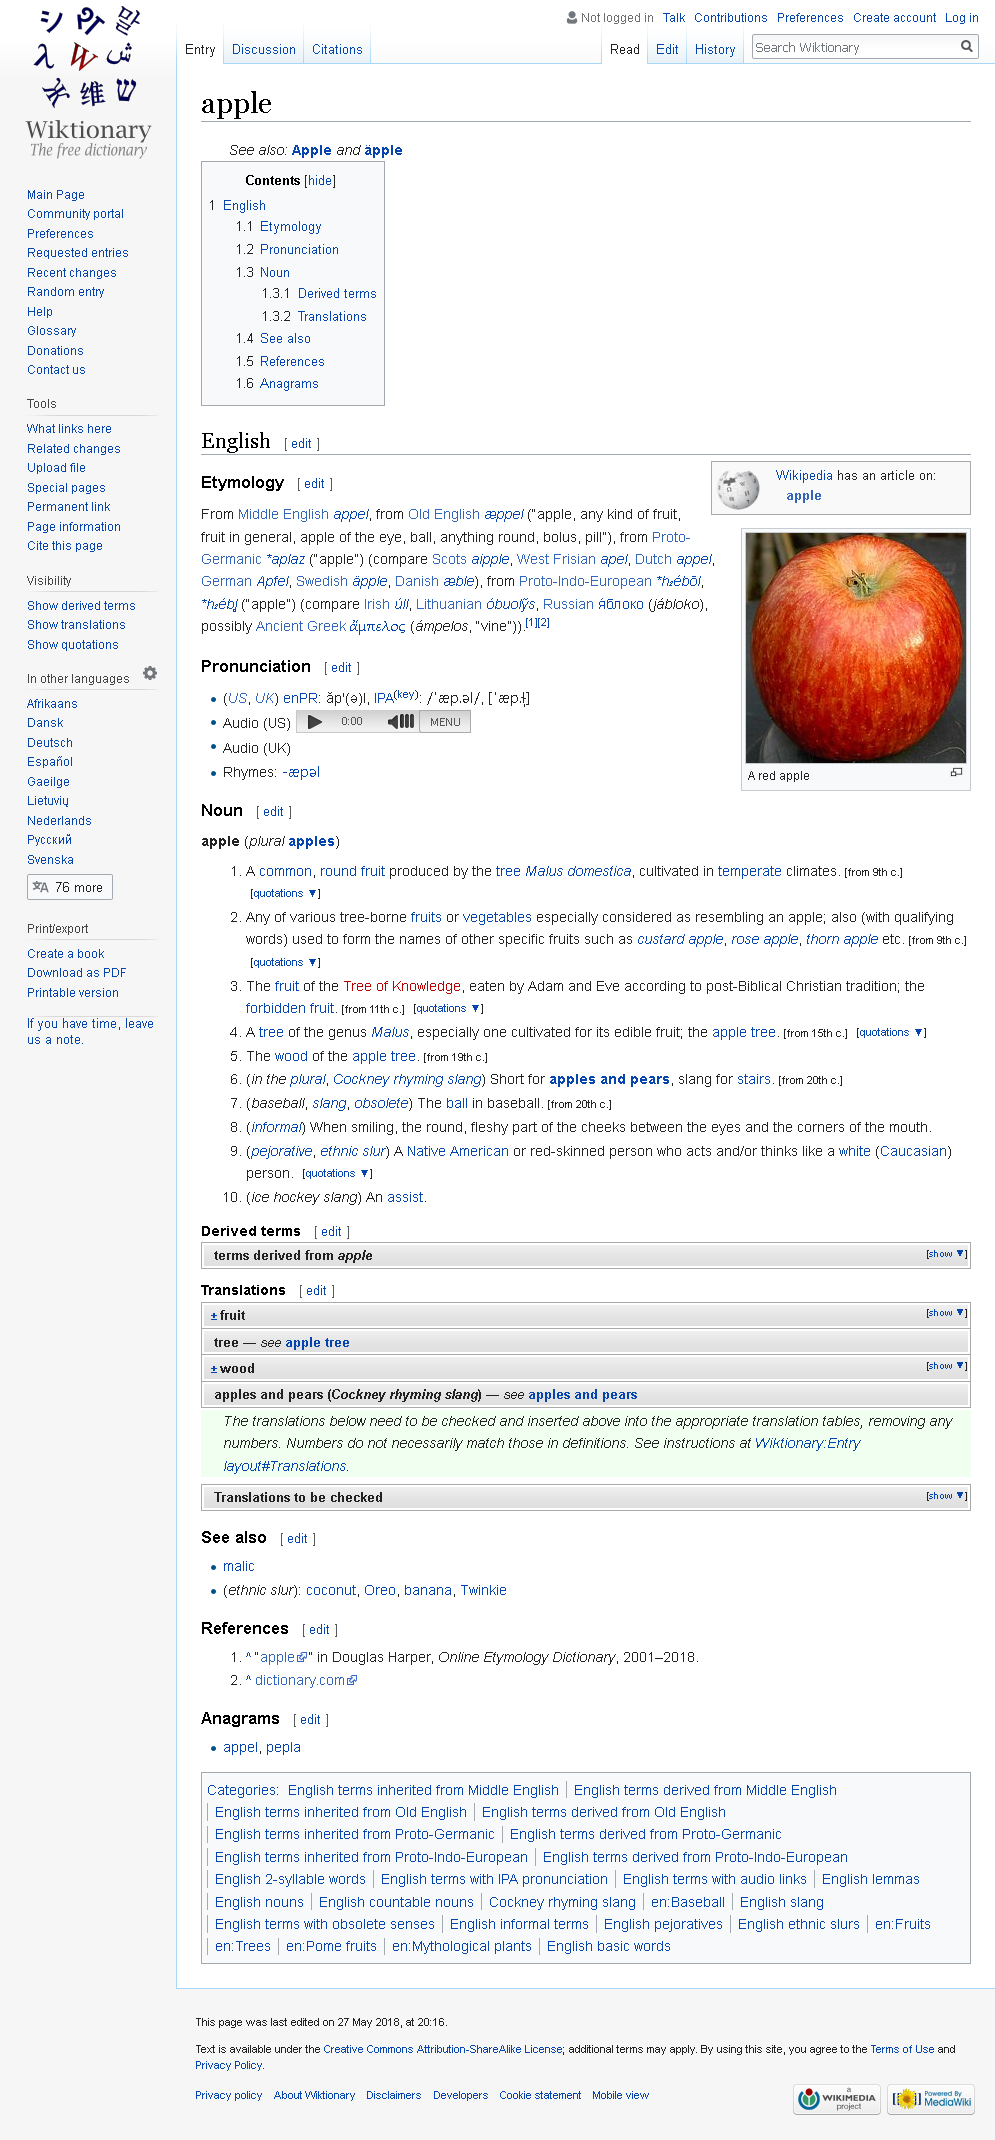 Not logged in Talk Contributions Preferences Create account Log in
Entry Discussion Citations Read Edit History Search Wiktionary
维
Wiktionary
The free dictionary
Main Page
Community portal
Preferences
Requested entries
Recent changes
Random entry
Help
Glossary
Donations
Contact us
Tools
What links here
Related changes
Upload file
Special pages
Permanent link
Page information
Cite this page
Visibility
Show derived terms
Show translations
Show quotations
In other languages
Afrikaans
Dansk
Deutsch
Español
Gaeilge
Lietuvių
Nederlands
Русский
Svenska
76 more
Print/export
Create a book
Download as PDF
Printable version
If you have time, leave
us a note.
apple
See also: Apple and äpple
Contents [hide]
1 English
1.1 Etymology
1.2 Pronunciation
1.3 Noun
1.3.1 Derived terms
1.3.2 Translations
1.4 See also
1.5 References
1.6 Anagrams
English [ edit ]
Wikipedia has an article on:
apple
Etymology [ edit ]
From Middle English appel, from Old English æppel ("apple, any kind of fruit,
fruit in general, apple of the eye, ball, anything round, bolus, pill"), from Proto-
Germanic *aplaz ("apple") (compare Scots aipple, West Frisian apel, Dutch appel,
German Apfel, Swedish äpple, Danish æble), from Proto-Indo-European *h₂ébōl,
*h₂ébl̥ ("apple") (compare Irish úll, Lithuanian óbuolỹs, Russian я́блоко (jábloko),
possibly Ancient Greek ἄμπελος (ámpelos, "vine")).[1][2]
A red apple
Pronunciation [ edit ]
(US, UK) enPR: ăp'(ə)l, IPA(key): /ˈæp.əl/, [ˈæp.ɫ̩]
Audio (US) 0:00 MENU
Audio (UK)
Rhymes: -æpəl
Noun [ edit ]
apple (plural apples)
1. A common, round fruit produced by the tree Malus domestica, cultivated in temperate climates. [from 9th c.]
[quotations ▼]
2. Any of various tree-borne fruits or vegetables especially considered as resembling an apple; also (with qualifying
words) used to form the names of other specific fruits such as custard apple, rose apple, thorn apple etc. [from 9th c.]
[quotations ▼]
3. The fruit of the Tree of Knowledge, eaten by Adam and Eve according to post-Biblical Christian tradition; the
forbidden fruit. [from 11th c.] [quotations ▼]
4. A tree of the genus Malus, especially one cultivated for its edible fruit; the apple tree. [from 15th c.] [quotations ▼]
5. The wood of the apple tree. [from 19th c.]
6. (in the plural, Cockney rhyming slang) Short for apples and pears, slang for stairs. [from 20th c.]
7. (baseball, slang, obsolete) The ball in baseball. [from 20th c.]
8. (informal) When smiling, the round, fleshy part of the cheeks between the eyes and the corners of the mouth.
9. (pejorative, ethnic slur) A Native American or red-skinned person who acts and/or thinks like a white (Caucasian)
person. [quotations ▼]
10. (ice hockey slang) An assist.
Derived terms [ edit ]
terms derived from apple [show ▼]
Translations [ edit ]
± fruit [show ▼]
tree — see apple tree
± wood [show ▼]
apples and pears (Cockney rhyming slang) — see apples and pears
The translations below need to be checked and inserted above into the appropriate translation tables, removing any
numbers. Numbers do not necessarily match those in definitions. See instructions at Wiktionary:Entry
layout#Translations.
Translations to be checked [show ▼]
See also [ edit ]
malic
(ethnic slur): coconut, Oreo, banana, Twinkie
References [ edit ]
1. ^ "apple" in Douglas Harper, Online Etymology Dictionary, 2001–2018.
2. ^ dictionary.com
Anagrams [ edit ]
appel, pepla
Categories: English terms inherited from Middle English | English terms derived from Middle English
| English terms inherited from Old English | English terms derived from Old English
| English terms inherited from Proto-Germanic | English terms derived from Proto-Germanic
| English terms inherited from Proto-Indo-European | English terms derived from Proto-Indo-European
| English 2-syllable words | English terms with IPA pronunciation | English terms with audio links | English lemmas
| English nouns | English countable nouns | Cockney rhyming slang | en:Baseball | English slang
| English terms with obsolete senses | English informal terms | English pejoratives | English ethnic slurs | en:Fruits
| en:Trees | en:Pome fruits | en:Mythological plants | English basic words
This page was last edited on 27 May 2018, at 20:16.
Text is available under the Creative Commons Attribution-ShareAlike License; additional terms may apply. By using this site, you agree to the Terms of Use and
Privacy Policy.
Privacy policy About Wiktionary Disclaimers Developers Cookie statement Mobile view
a
WIKIMEDIA
project
Powered By
MediaWiki